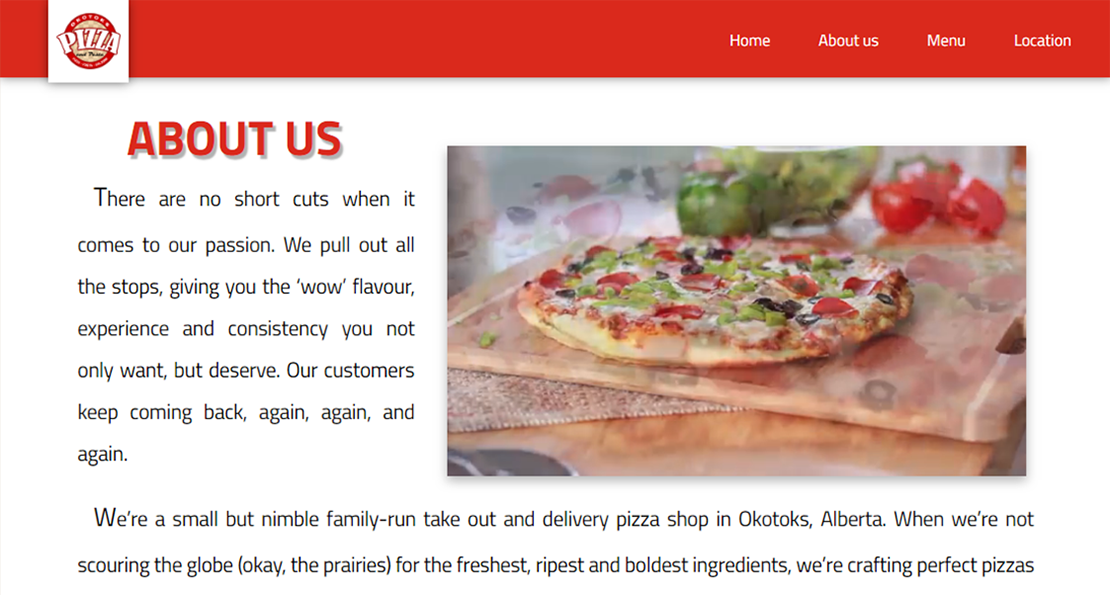 OKOTOKS
PIZZA
Home About us Menu Location
ABOUT US
There are no short cuts when it
comes to our passion. We pull out all
the stops, giving you the ‘wow’ flavour,
experience and consistency you not
only want, but deserve. Our customers
keep coming back, again, again, and
again.
We’re a small but nimble family-run take out and delivery pizza shop in Okotoks, Alberta. When we’re not
scouring the globe (okay, the prairies) for the freshest, ripest and boldest ingredients, we’re crafting perfect pizzas